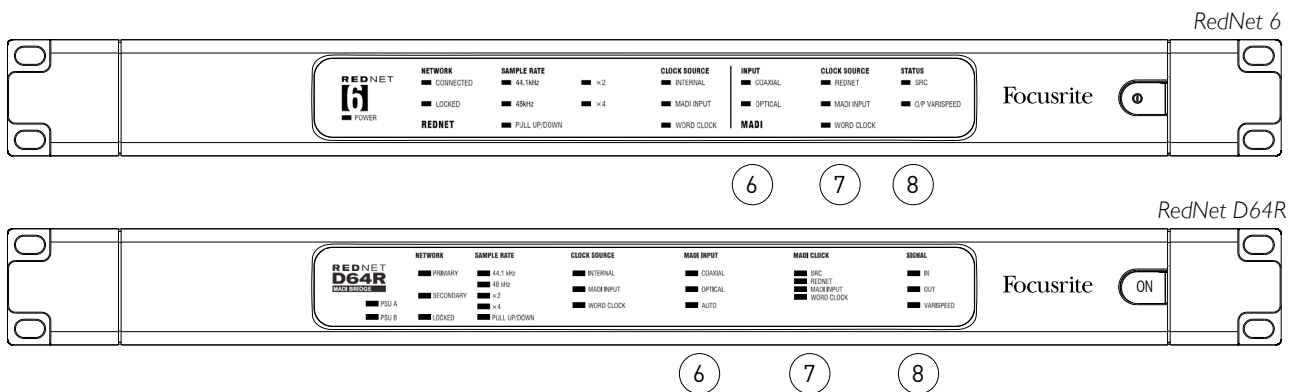 RedNet 6
REDNET
6
POWER
NETWORK
CONNECTED
LOCKED
REDNET
SAMPLE RATE
44.1kHz
48kHz
PULL UP/DOWN
×2
×4
CLOCK SOURCE
INTERNAL
MADI INPUT
WORD CLOCK
INPUT
COAXIAL
OPTICAL
MADI
CLOCK SOURCE
REDNET
MADI INPUT
WORD CLOCK
STATUS
SRC
O/P VARISPEED
Focusrite
6
7
8
RedNet D64R
REDNET
D64R
MADI BRIDGE
PSU A
PSU B
NETWORK
PRIMARY
SECONDARY
LOCKED
SAMPLE RATE
44.1 kHz
48 kHz
×2
×4
PULL UP/DOWN
CLOCK SOURCE
INTERNAL
MADI INPUT
WORD CLOCK
MADI INPUT
COAXIAL
OPTICAL
AUTO
MADI CLOCK
SRC
REDNET
MADI INPUT
WORD CLOCK
SIGNAL
IN
OUT
VARISPEED
Focusrite
ON
6
7
8